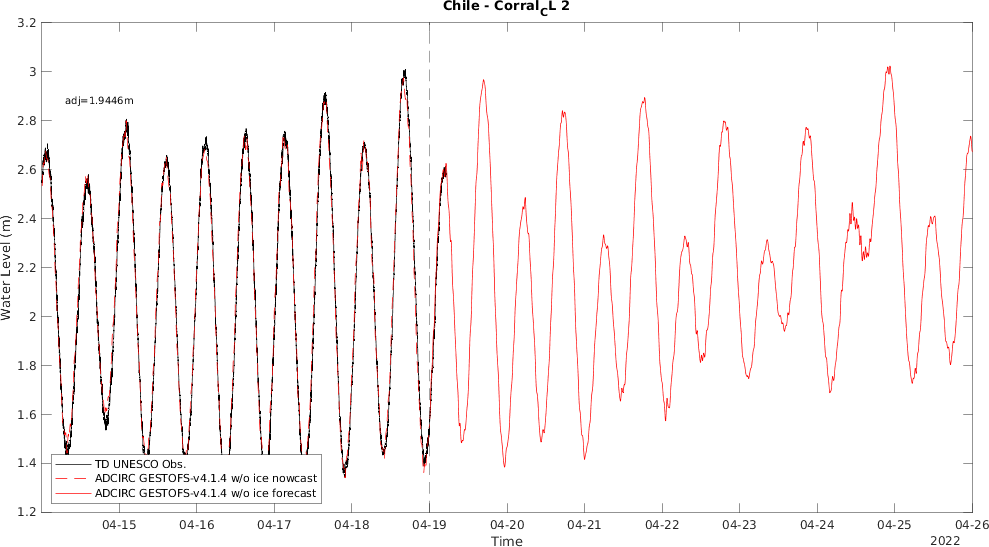 Chile - Corral_CL 2
3.2
3
2.8
2.6
2.4
2.2
2
1.8
1.6
1.4
1.2
Water Level (m)
adj=1.9446m
TD UNESCO Obs.
ADCIRC GESTOFS-v4.1.4 w/o ice nowcast
ADCIRC GESTOFS-v4.1.4 w/o ice forecast
04-15 04-16 04-17 04-18 04-19 04-20 04-21 04-22 04-23 04-24 04-25 04-26
Time
2022